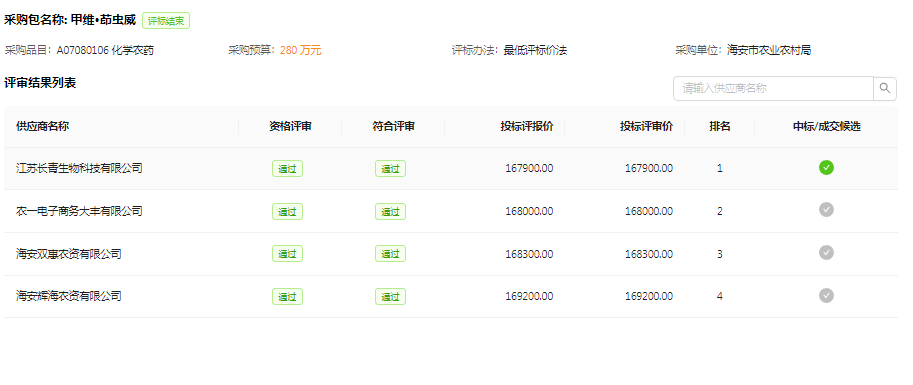 采购包名称: 甲维•茚虫威 评标结束
采购品目: A07080106 化学农药 采购预算: 280 万元 评标办法: 最低评标价法 采购单位: 海安市农业农村局
评审结果列表
请输入供应商名称
供应商名称 资格评审 符合评审 投标评报价 投标评审价 排名 中标/成交候选
江苏长青生物科技有限公司 通过 通过 167900.00 167900.00 1
农一电子商务大丰有限公司 通过 通过 168000.00 168000.00 2
海安双惠农资有限公司 通过 通过 168300.00 168300.00 3
海安辉海农资有限公司 通过 通过 169200.00 169200.00 4